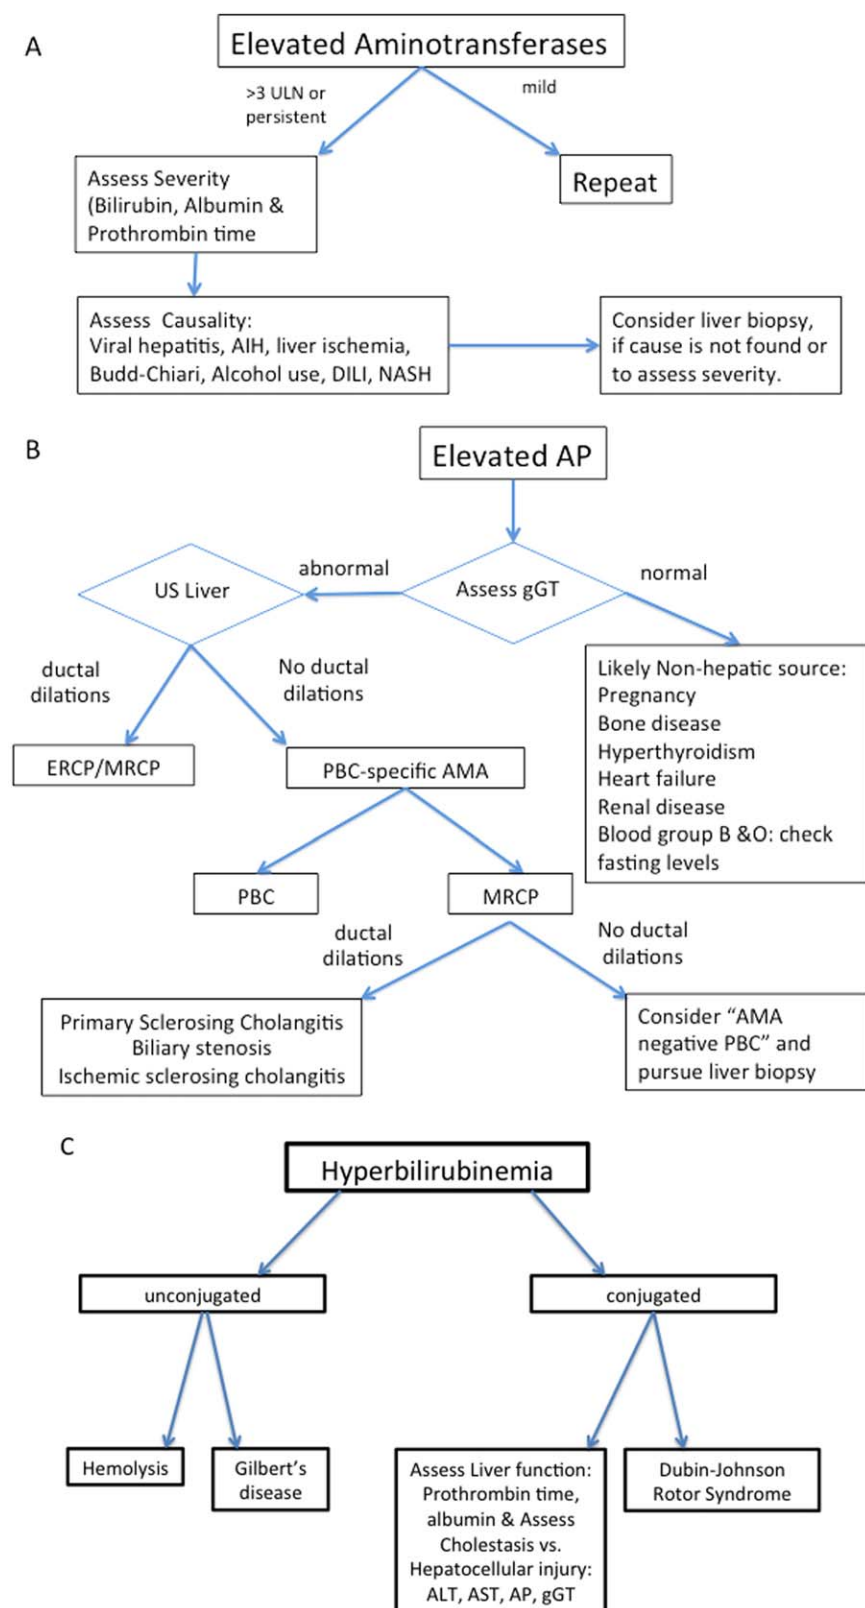 A
Elevated Aminotransferases
>3 ULN or
persistent
mild
Assess Severity
(Bilirubin, Albumin &
Prothrombin time
Repeat
Assess Causality:
Viral hepatitis, AIH, liver ischemia,
Budd-Chiari, Alcohol use, DILI, NASH
Consider liver biopsy,
if cause is not found or
to assess severity.
B
Elevated AP
Assess gGT
abnormal
normal
US Liver
Likely Non-hepatic source:
Pregnancy
Bone disease
Hyperthyroidism
Heart failure
Renal disease
Blood group B &O: check
fasting levels
ductal
dilations
No ductal
dilations
ERCP/MRCP
PBC-specific AMA
PBC
MRCP
ductal
dilations
No ductal
dilations
Primary Sclerosing Cholangitis
Biliary stenosis
Ischemic sclerosing cholangitis
Consider “AMA
negative PBC” and
pursue liver biopsy
C
Hyperbilirubinemia
unconjugated
conjugated
Hemolysis
Gilbert’s
disease
Assess Liver function:
Prothrombin time,
albumin & Assess
Cholestasis vs.
Hepatocellular injury:
ALT, AST, AP, gGT
Dubin-Johnson
Rotor Syndrome